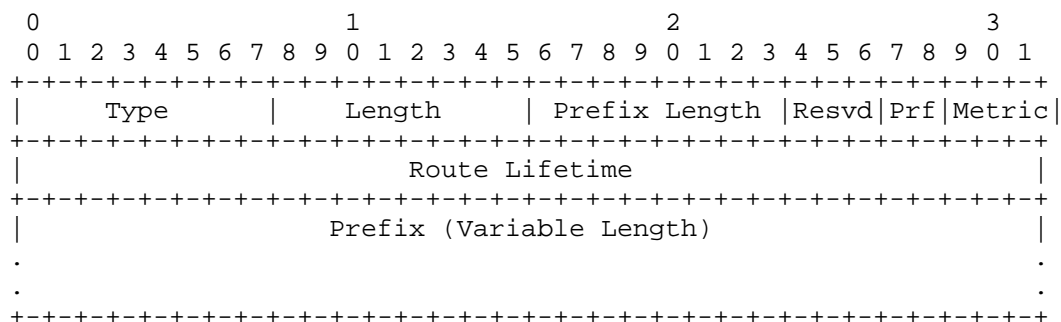 0                   1                   2                   3
 0 1 2 3 4 5 6 7 8 9 0 1 2 3 4 5 6 7 8 9 0 1 2 3 4 5 6 7 8 9 0 1
+-+-+-+-+-+-+-+-+-+-+-+-+-+-+-+-+-+-+-+-+-+-+-+-+-+-+-+-+-+-+-+-+
|     Type      |    Length     | Prefix Length |Resvd|Prf|Metric|
+-+-+-+-+-+-+-+-+-+-+-+-+-+-+-+-+-+-+-+-+-+-+-+-+-+-+-+-+-+-+-+-+
|                        Route Lifetime                         |
+-+-+-+-+-+-+-+-+-+-+-+-+-+-+-+-+-+-+-+-+-+-+-+-+-+-+-+-+-+-+-+-+
|                   Prefix (Variable Length)                    |
.                                                               .
.                                                               .
+-+-+-+-+-+-+-+-+-+-+-+-+-+-+-+-+-+-+-+-+-+-+-+-+-+-+-+-+-+-+-+-+